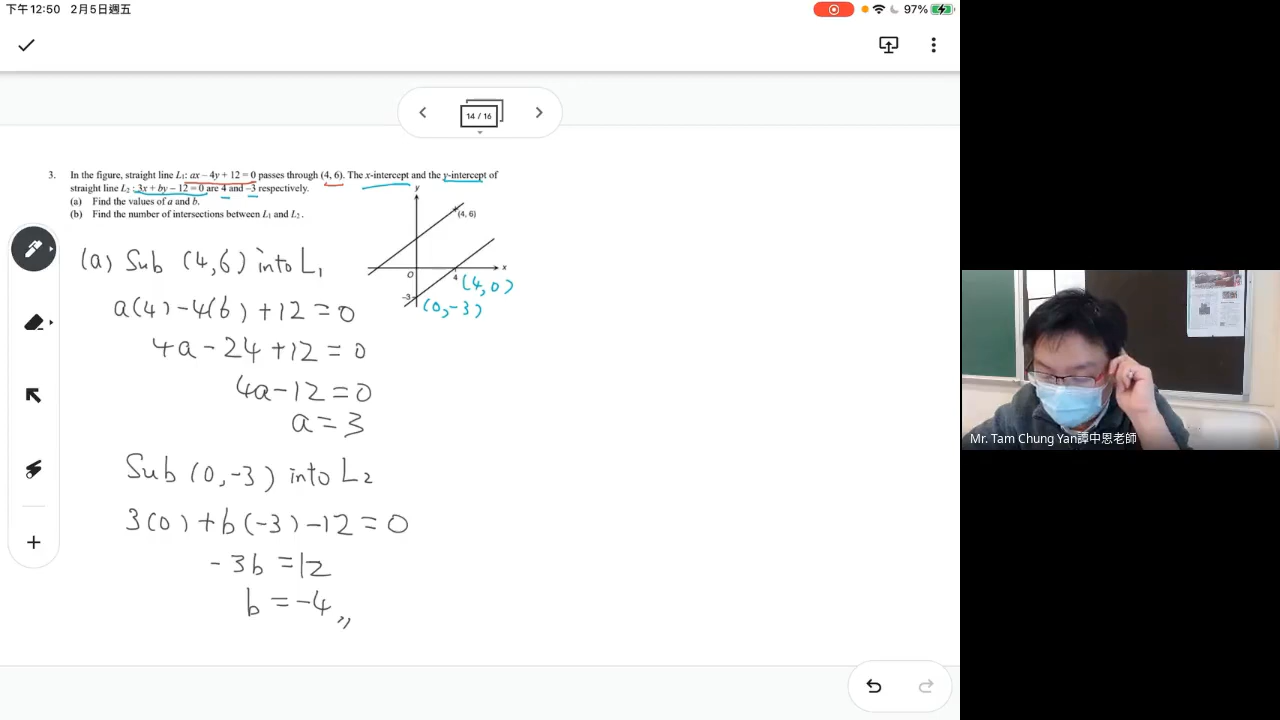 下午12:50 2月5日週五
97%
14 / 16
3. In the figure, straight line L₁: ax − 4y + 12 = 0 passes through (4, 6). The x-intercept and the y-intercept of
straight line L₂ : 3x + by − 12 = 0 are 4 and −3 respectively.
(a) Find the values of a and b.
(b) Find the number of intersections between L₁ and L₂ .
y
(4, 6)
x
O
4
(4,0)
−3
(0,-3)
(a) Sub (4,6) into L₁
a(4)-4(6)+12=0
4a-24+12=0
4a-12=0
a=3
Sub (0,-3) into L₂
3(0)+b(-3)-12=0
-3b=12
b=-4,,
Mr. Tam Chung Yan譚中恩老師